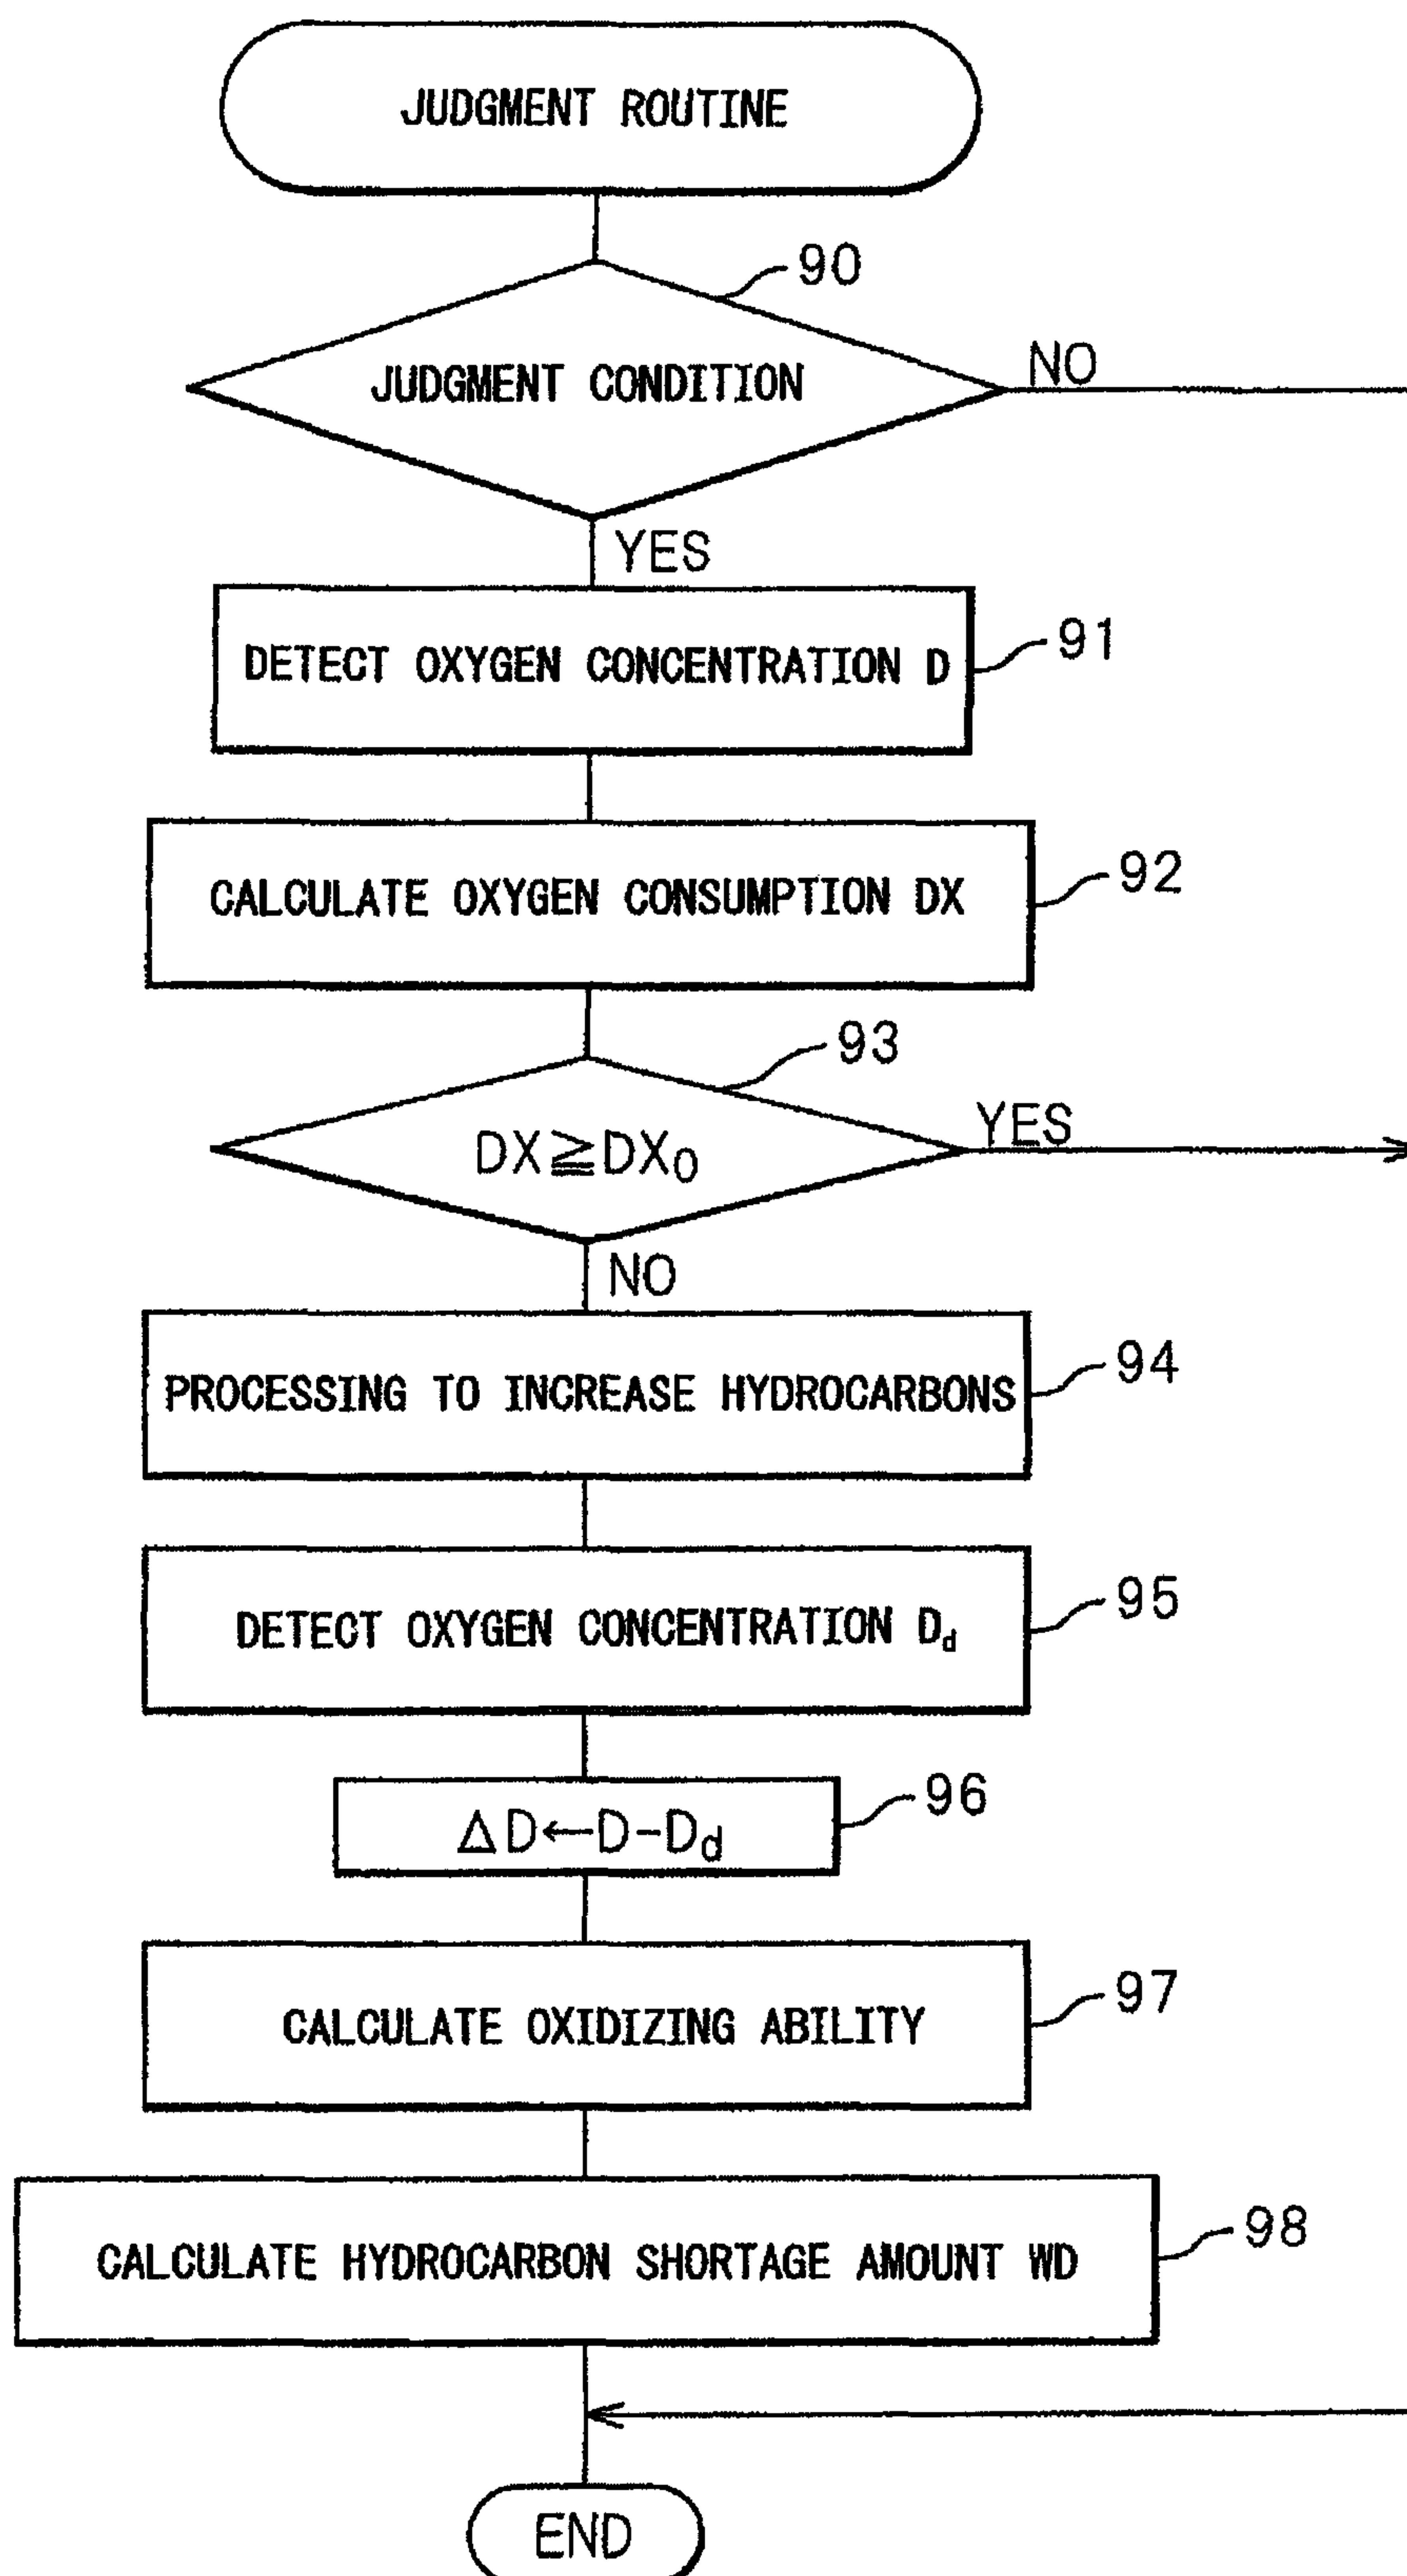 JUDGMENT ROUTINE
90
JUDGMENT CONDITION
NO
YES
DETECT OXYGEN CONCENTRATION D
91
CALCULATE OXYGEN CONSUMPTION DX
92
93
DX≧DX₀
YES
NO
PROCESSING TO INCREASE HYDROCARBONS
94
DETECT OXYGEN CONCENTRATION D_d
95
ΔD←D-D_d
96
CALCULATE OXIDIZING ABILITY
97
CALCULATE HYDROCARBON SHORTAGE AMOUNT WD
98
END